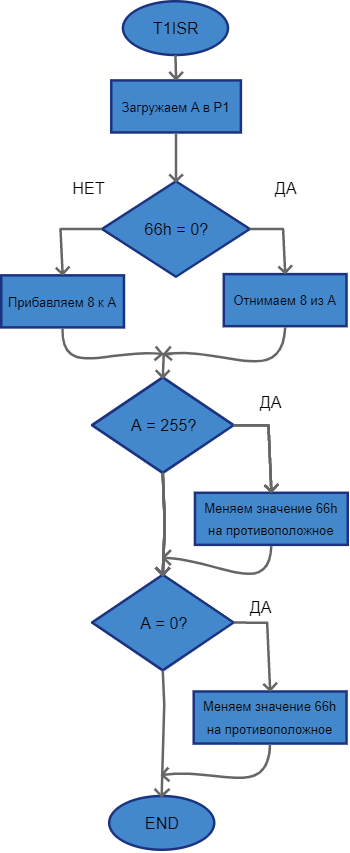 T1ISR
Загружаем А в Р1
НЕТ
ДА
66h = 0?
Прибавляем 8 к А
Отнимаем 8 из А
ДА
А = 255?
Меняем значение 66h
на противоположное
ДА
А = 0?
Меняем значение 66h
на противоположное
END